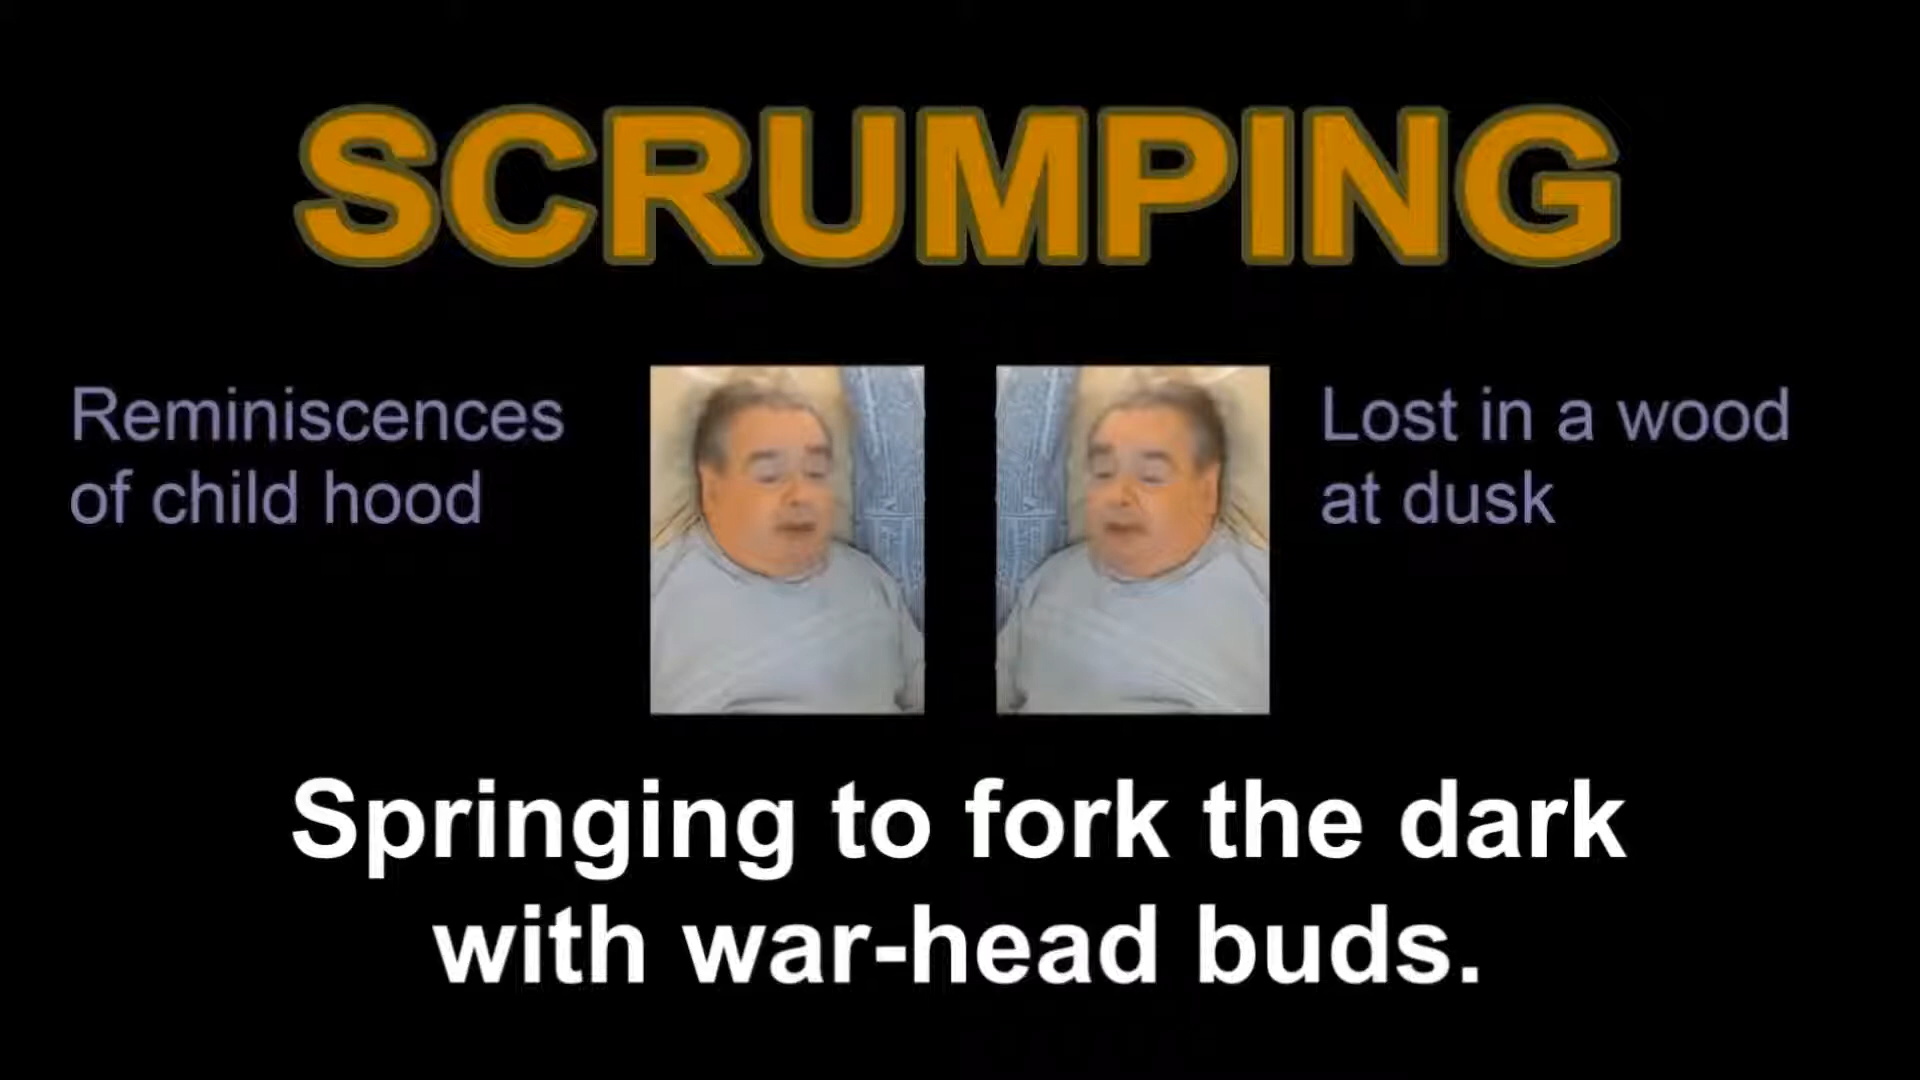 SCRUMPING
Reminiscences
of child hood
Lost in a wood
at dusk
Springing to fork the dark
with war-head buds.